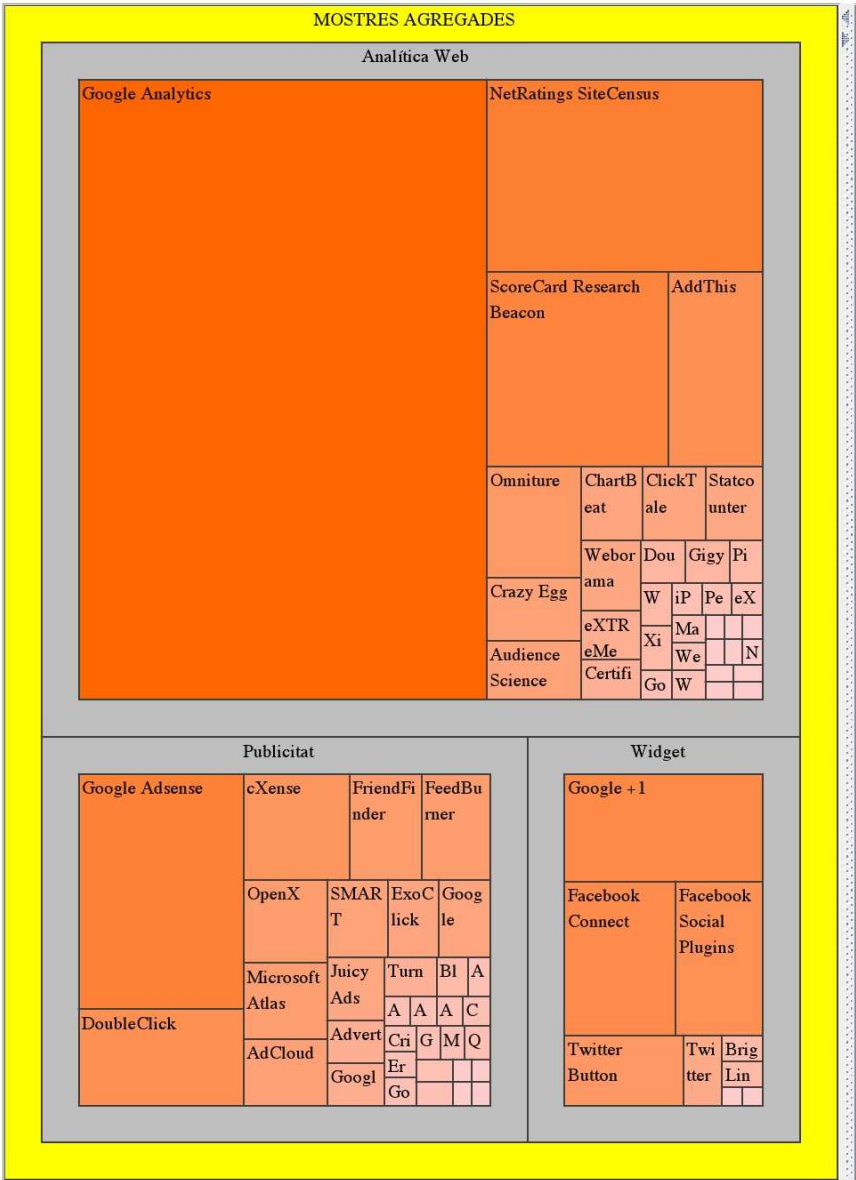 MOSTRES AGREGADES
Analítica Web
Google Analytics
NetRatings SiteCensus
ScoreCard Research
Beacon
AddThis
Omniture
ChartB
eat
ClickT
ale
Statco
unter
Crazy Egg
Webor
ama
Dou
Gigy
Pi
W
iP
Pe
eX
eXTR
eMe
Xi
Ma
We
N
Audience
Science
Certifi
Go
W
Publicitat
Google Adsense
cXense
FriendFi
nder
FeedBu
rner
OpenX
SMAR
T
ExoC
lick
Goog
le
Microsoft
Atlas
Juicy
Ads
Turn
Bl
A
A
A
A
C
DoubleClick
AdCloud
Advert
Cri
G
M
Q
Googl
Er
Go
Widget
Google +1
Facebook
Connect
Facebook
Social
Plugins
Twitter
Button
Twi
tter
Brig
Lin